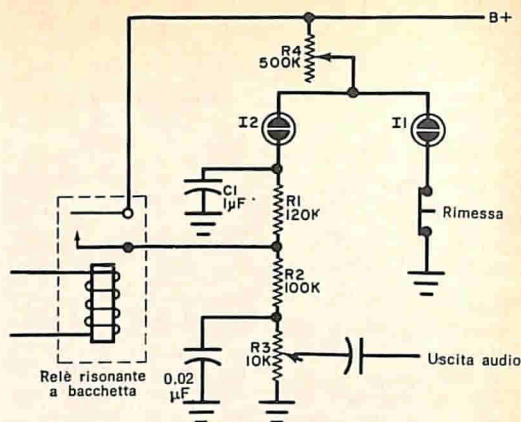 B+
R4
500K
I2
I1
C1
1µF
R1
120K
Rimessa
R2
100K
R3
10K
0.02
µF
Uscita audio
Relè risonante
a bacchetta